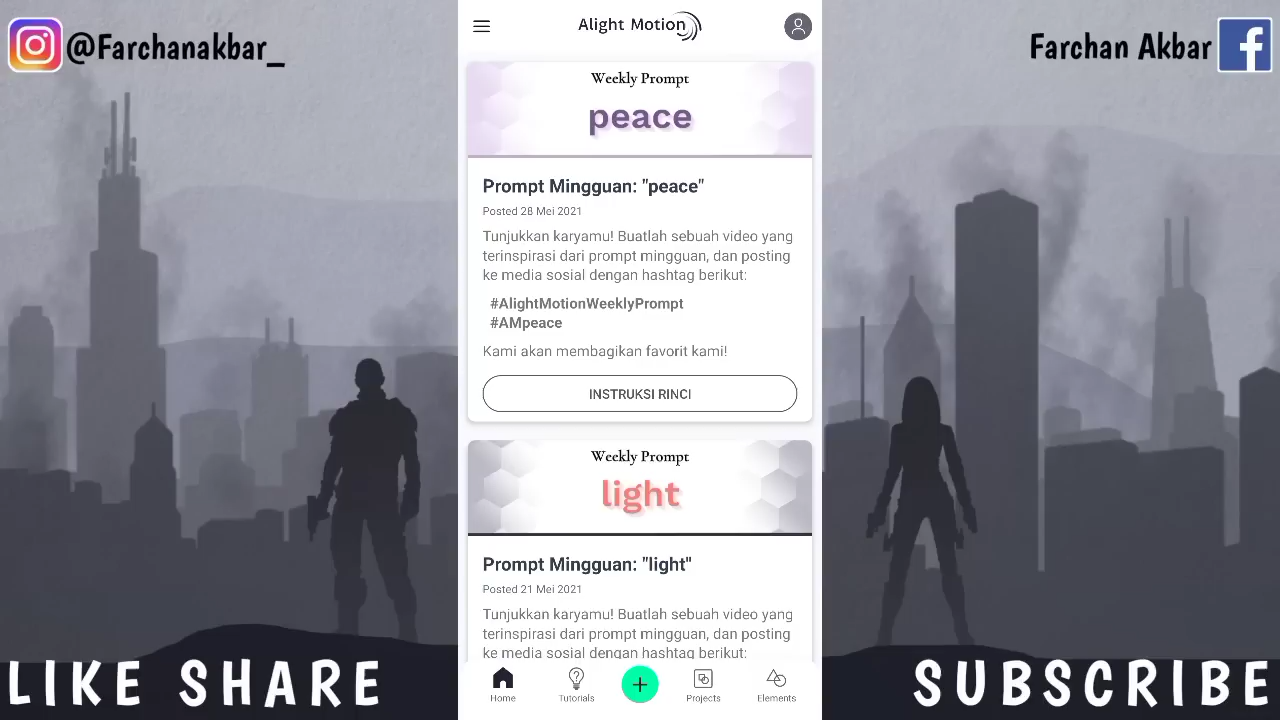 @Farchanakbar_
Farchan Akbar
Alight Motion
Weekly Prompt
peace
Prompt Mingguan: "peace"
Posted 28 Mei 2021
Tunjukkan karyamu! Buatlah sebuah video yang
terinspirasi dari prompt mingguan, dan posting
ke media sosial dengan hashtag berikut:
#AlightMotionWeeklyPrompt
#AMpeace
Kami akan membagikan favorit kami!
INSTRUKSI RINCI
Weekly Prompt
light
Prompt Mingguan: "light"
Posted 21 Mei 2021
Tunjukkan karyamu! Buatlah sebuah video yang
terinspirasi dari prompt mingguan, dan posting
ke media sosial dengan hashtag berikut:
Home
Tutorials
Projects
Elements
LIKE SHARE
SUBSCRIBE